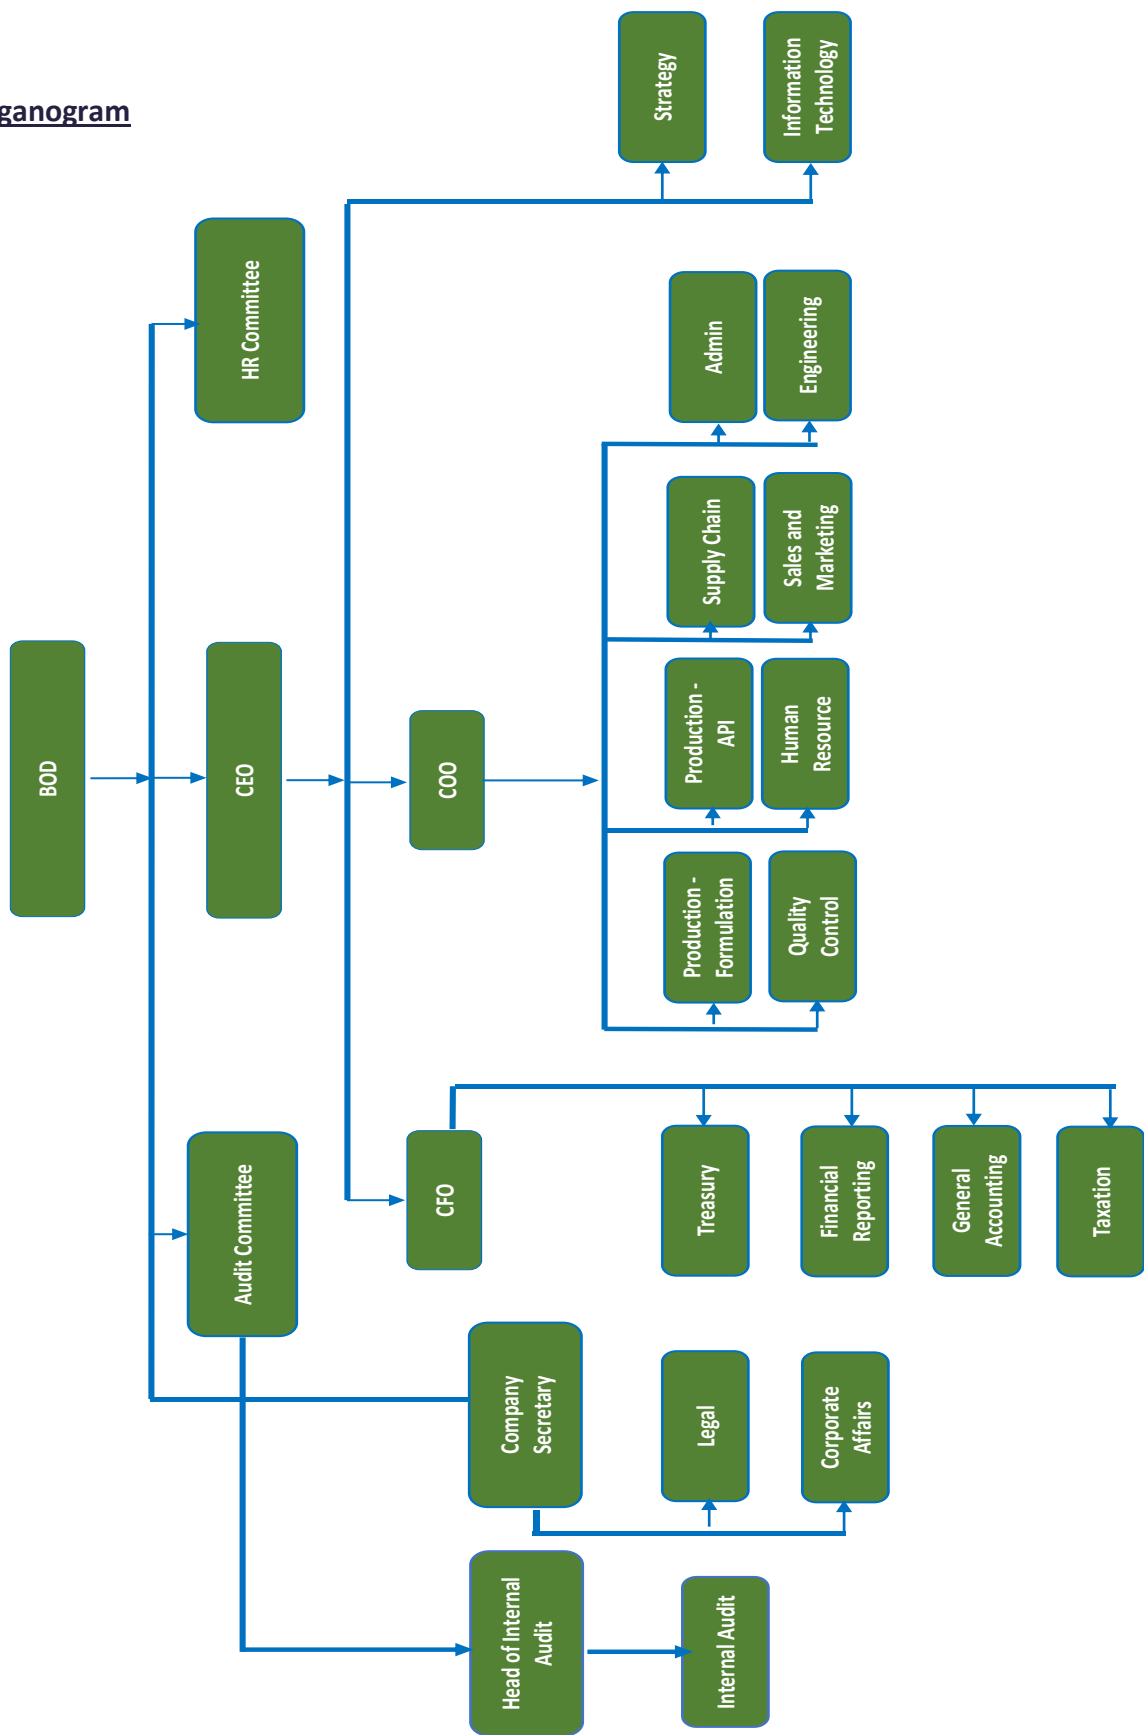 ganogram
BOD
HR Committee
CEO
Audit Committee
Strategy
Information
Technology
COO
CFO
Company
Secretary
Head of Internal
Audit
Admin
Engineering
Supply Chain
Sales and
Marketing
Production -
API
Human
Resource
Production -
Formulation
Quality
Control
Treasury
Financial
Reporting
General
Accounting
Taxation
Legal
Corporate
Affairs
Internal Audit